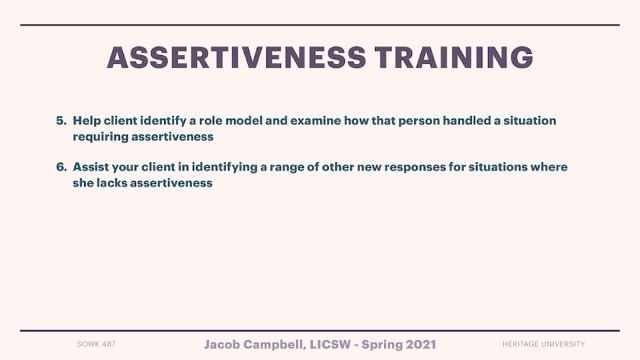 ASSERTIVENESS TRAINING
5. Help client identify a role model and examine how that person handled a situation
requiring assertiveness
6. Assist your client in identifying a range of other new responses for situations where
she lacks assertiveness
SOWK 487
Jacob Campbell, LICSW - Spring 2021
HERITAGE UNIVERSITY